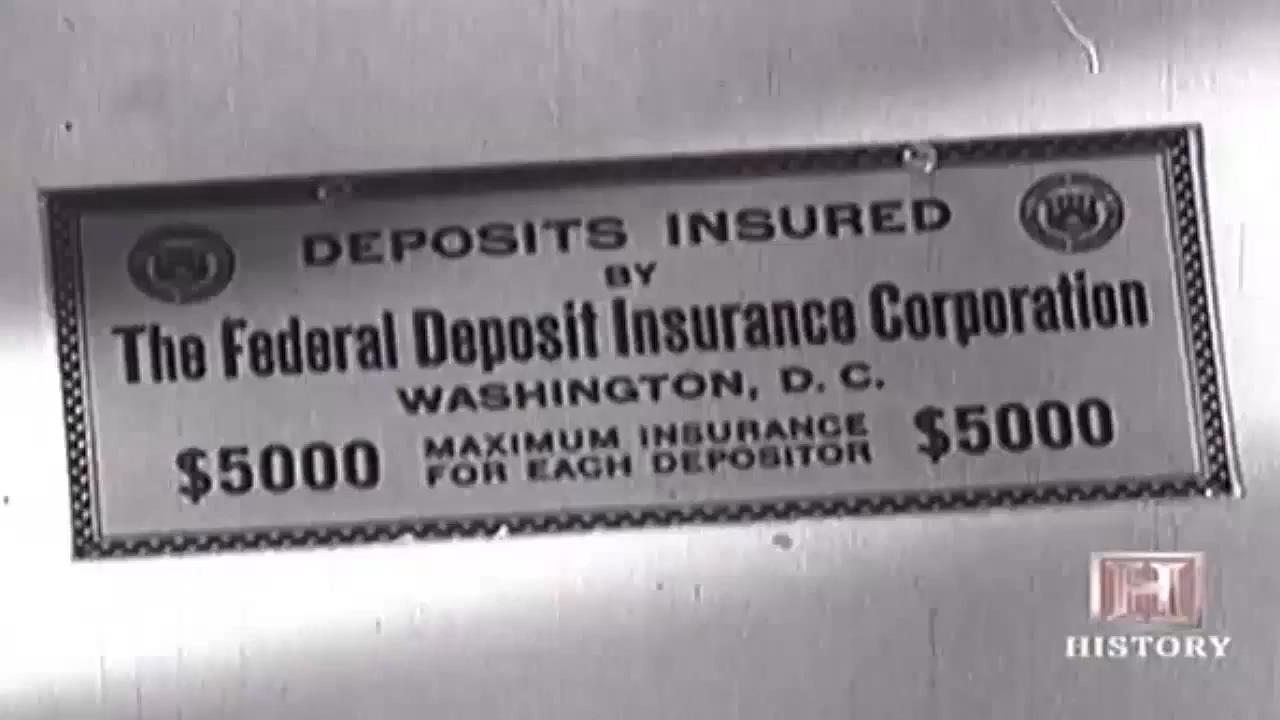 DEPOSITS INSURED
BY
The Federal Deposit Insurance Corporation
WASHINGTON, D. C.
$5000 MAXIMUM INSURANCE FOR EACH DEPOSITOR $5000
H
HISTORY